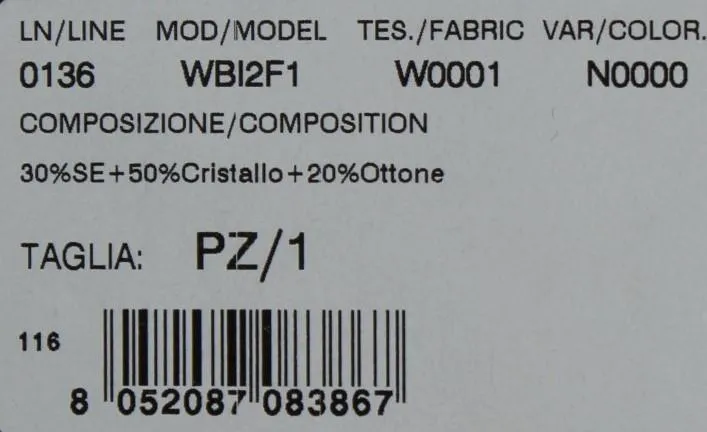 LN/LINE MOD/MODEL TES./FABRIC VAR/COLOR.
0136 WBI2F1 W0001 N0000
COMPOSIZIONE/COMPOSITION
30%SE+50%Cristallo+20%Ottone
TAGLIA: PZ/1
116
8 052087 083867